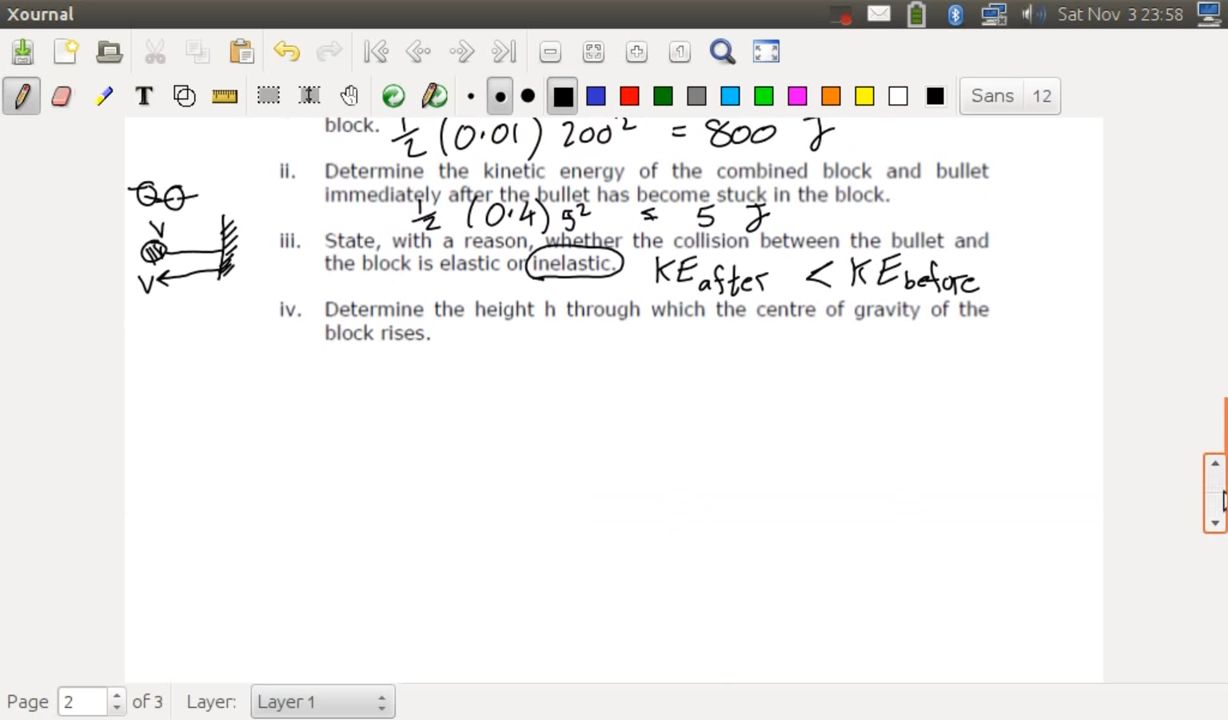 Xournal
Sat Nov 3 23:58
Sans 12
block. 1/2 (0.01) 200² = 800 J
ii. Determine the kinetic energy of the combined block and bullet
immediately after the bullet has become stuck in the block.
1/2 (0.4) 5² = 5 J
V
iii. State, with a reason, whether the collision between the bullet and
the block is elastic or inelastic. KE after < KE before
V
iv. Determine the height h through which the centre of gravity of the
block rises.
Page 2 of 3 Layer: Layer 1